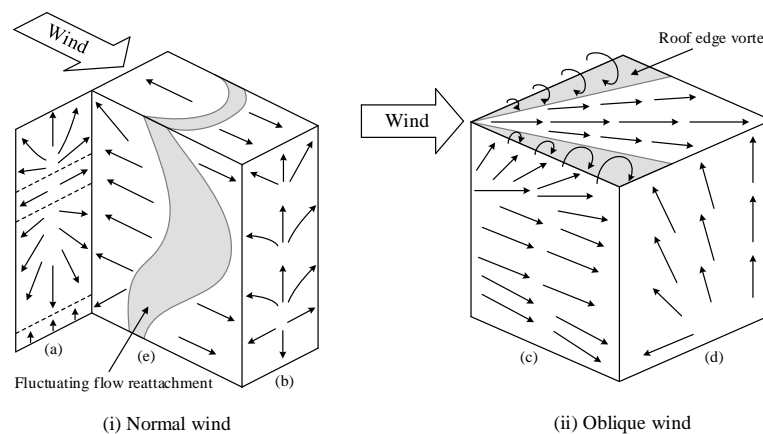 Wind
Roof edge vorte
Wind
(a)
(e)
(b)
(c)
(d)
Fluctuating flow reattachment
(i) Normal wind
(ii) Oblique wind